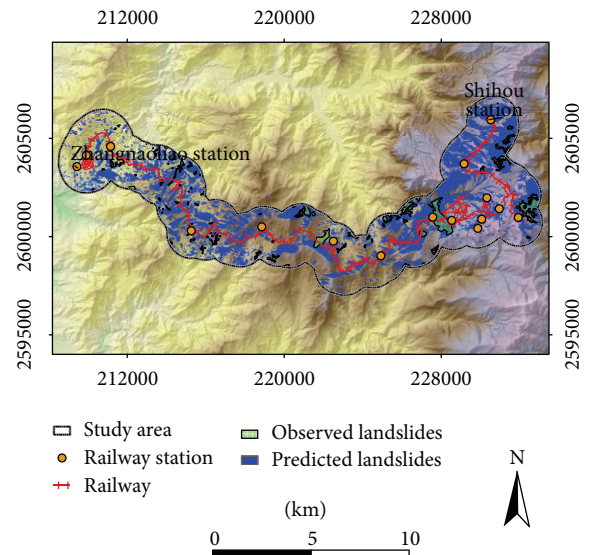 212000 220000 228000
Shihou
station
Zhangnaoliao station
2605000 2605000
2600000 2600000
2595000 2595000
212000 220000 228000
Study area
Railway station
Railway
Observed landslides
Predicted landslides
N
(km)
0 5 10